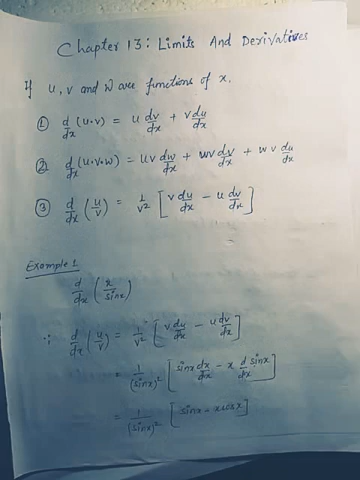 Chapter 13: Limits And Derivatives
If u, v and w are functions of x.
① d/dx (u·v) = u dv/dx + v du/dx
② d/dx (u·v·w) = uv dw/dx + wu dv/dx + wv du/dx
③ d/dx (u/v) = 1/v² [v du/dx - u dv/dx]
Example 1
d/dx (x/sinx)
∵ d/dx (u/v) = 1/v² [v du/dx - u dv/dx]
= 1/(sinx)² [sinx dx/dx - x d/dx sinx]
= 1/(sinx)² [sinx - xcosx]